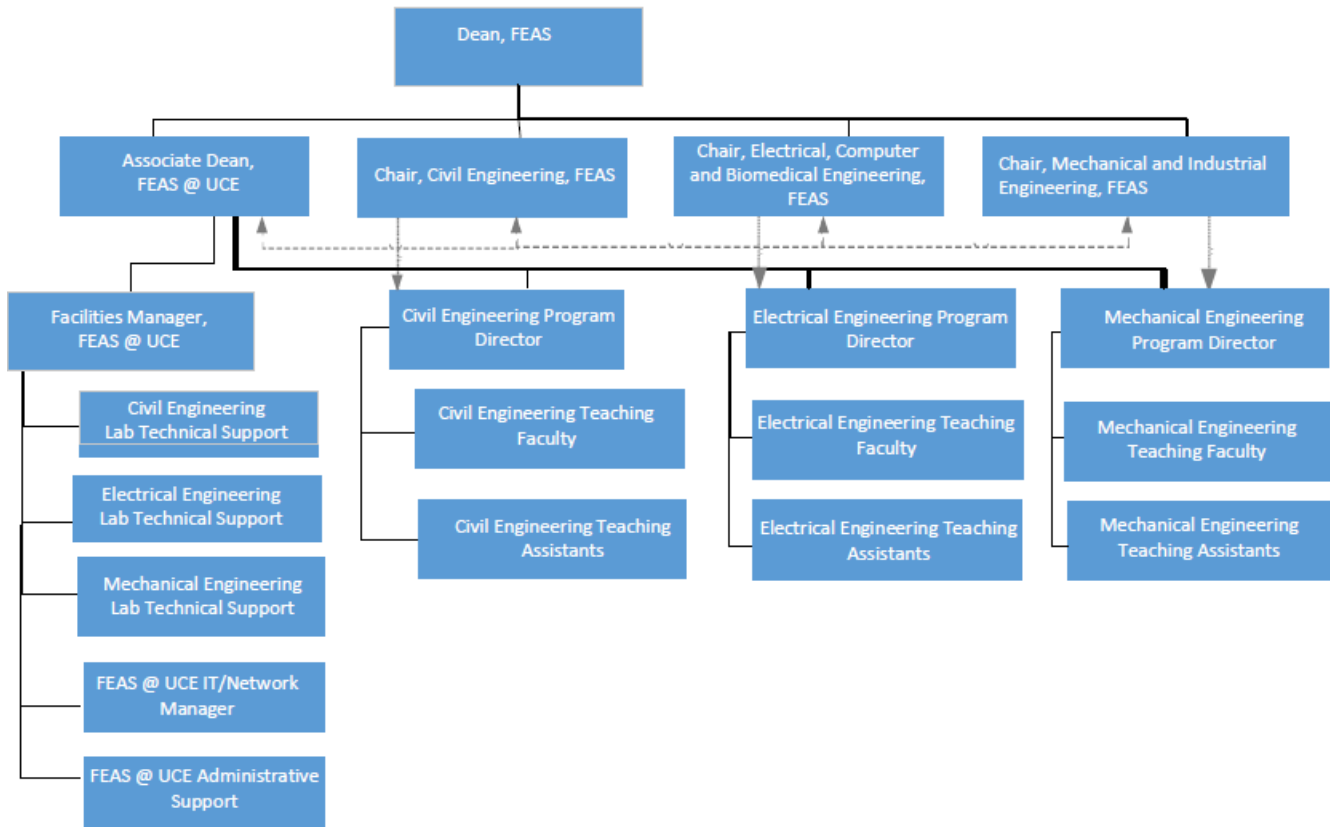 Dean, FEAS
Associate Dean,
FEAS @ UCE
Chair, Civil Engineering, FEAS
Chair, Electrical, Computer
and Biomedical Engineering,
FEAS
Chair, Mechanical and Industrial
Engineering, FEAS
Facilities Manager,
FEAS @ UCE
Civil Engineering Program
Director
Electrical Engineering Program
Director
Mechanical Engineering
Program Director
Civil Engineering
Lab Technical Support
Civil Engineering Teaching
Faculty
Electrical Engineering Teaching
Faculty
Mechanical Engineering
Teaching Faculty
Electrical Engineering
Lab Technical Support
Civil Engineering Teaching
Assistants
Electrical Engineering Teaching
Assistants
Mechanical Engineering
Teaching Assistants
Mechanical Engineering
Lab Technical Support
FEAS @ UCE IT/Network
Manager
FEAS @ UCE Administrative
Support